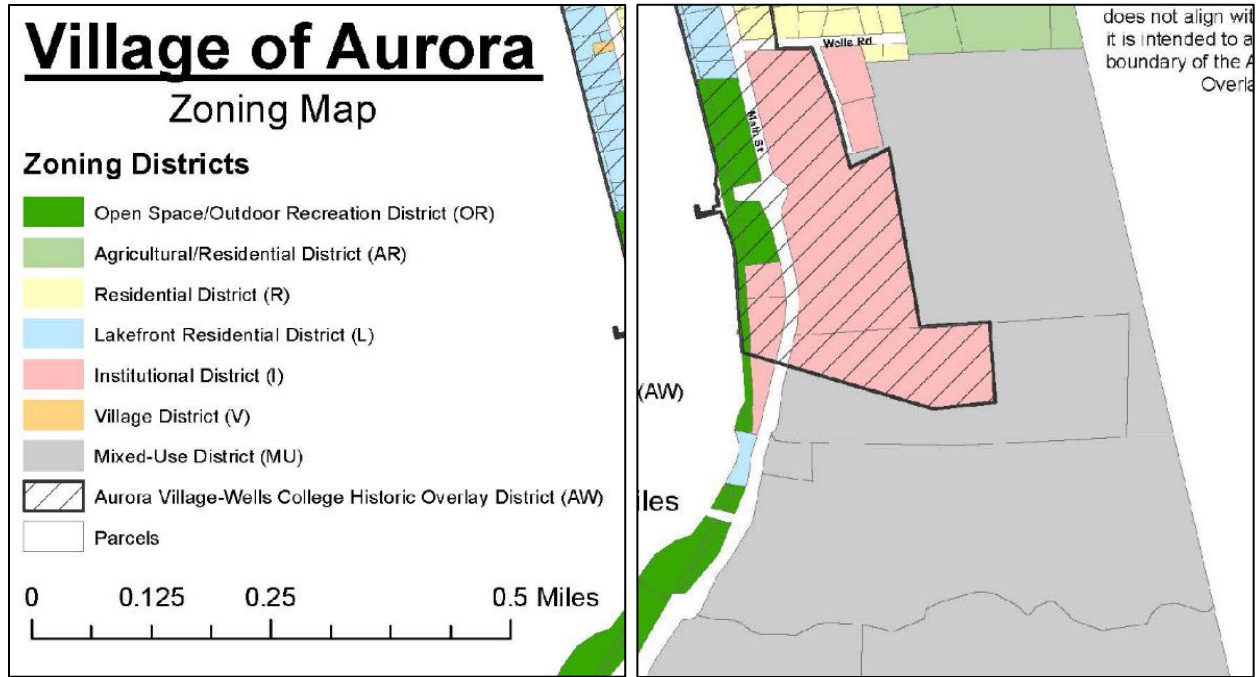 Village of Aurora
Zoning Map
Zoning Districts
Open Space/Outdoor Recreation District (OR)
Agricultural/Residential District (AR)
Residential District (R)
Lakefront Residential District (L)
Institutional District (I)
Village District (V)
Mixed-Use District (MU)
Aurora Village-Wells College Historic Overlay District (AW)
Parcels
0 0.125 0.25 0.5 Miles
does not align wit
it is intended to a
boundary of the A
Overla
Wells Rd
Main St
(AW)
iles